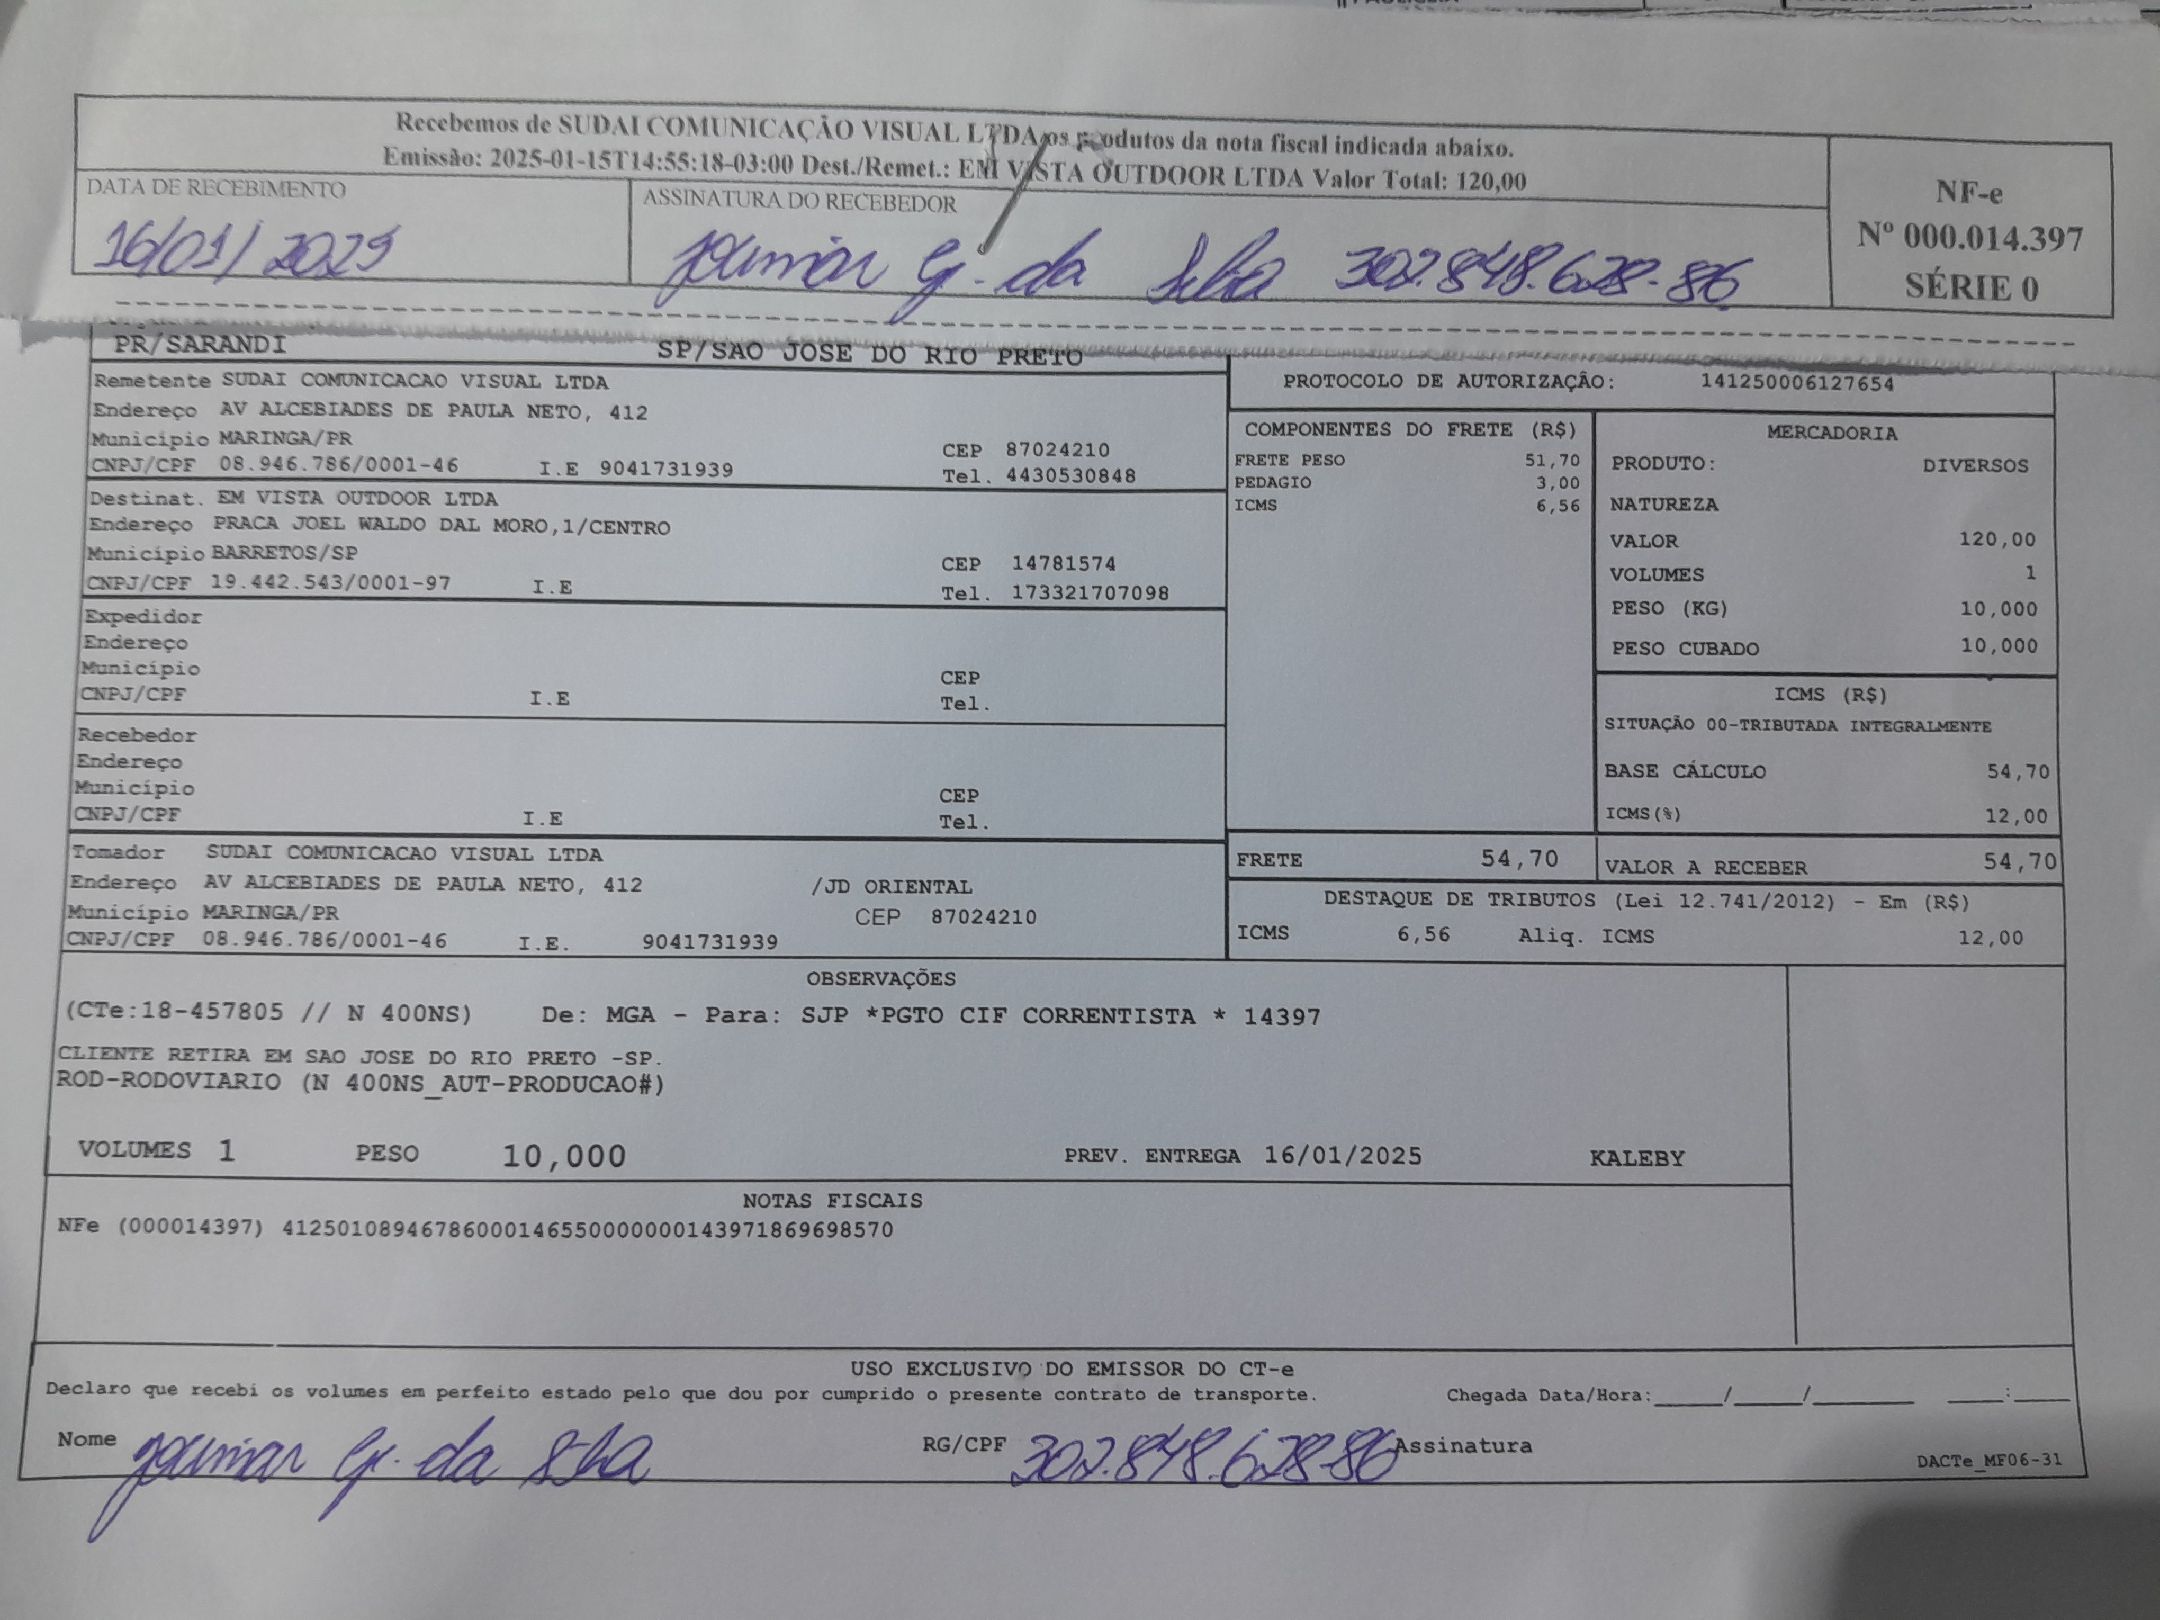 Recebemos de SUDAI COMUNICAÇÃO VISUAL LTDA os produtos da nota fiscal indicada abaixo.
Emissão: 2025-01-15T14:55:18-03:00 Dest./Remet.: EM VISTA OUTDOOR LTDA Valor Total: 120,00
DATA DE RECEBIMENTO
16/01/2025
ASSINATURA DO RECEBEDOR
G. da Silva 302.848.628-86
NF-e
Nº 000.014.397
SÉRIE 0
PR/SARANDI SP/SAO JOSE DO RIO PRETO
Remetente SUDAI COMUNICACAO VISUAL LTDA
Endereço AV ALCEBIADES DE PAULA NETO, 412
Município MARINGA/PR CEP 87024210
CNPJ/CPF 08.946.786/0001-46 I.E 9041731939 Tel. 4430530848
Destinat. EM VISTA OUTDOOR LTDA
Endereço PRACA JOEL WALDO DAL MORO,1/CENTRO
Município BARRETOS/SP CEP 14781574
CNPJ/CPF 19.442.543/0001-97 I.E Tel. 173321707098
Expedidor
Endereço
Município CEP
CNPJ/CPF I.E Tel.
Recebedor
Endereço
Município CEP
CNPJ/CPF I.E Tel.
Tomador SUDAI COMUNICACAO VISUAL LTDA
Endereço AV ALCEBIADES DE PAULA NETO, 412 /JD ORIENTAL
Município MARINGA/PR CEP 87024210
CNPJ/CPF 08.946.786/0001-46 I.E. 9041731939
PROTOCOLO DE AUTORIZAÇÃO: 141250006127654
COMPONENTES DO FRETE (R$)
FRETE PESO 51,70
PEDAGIO 3,00
ICMS 6,56
MERCADORIA
PRODUTO: DIVERSOS
NATUREZA
VALOR 120,00
VOLUMES 1
PESO (KG) 10,000
PESO CUBADO 10,000
ICMS (R$)
SITUAÇÃO 00-TRIBUTADA INTEGRALMENTE
BASE CÁLCULO 54,70
ICMS(%) 12,00
FRETE 54,70 VALOR A RECEBER 54,70
DESTAQUE DE TRIBUTOS (Lei 12.741/2012) - Em (R$)
ICMS 6,56 Aliq. ICMS 12,00
OBSERVAÇÕES
(CTe:18-457805 // N 400NS) De: MGA - Para: SJP *PGTO CIF CORRENTISTA * 14397
CLIENTE RETIRA EM SAO JOSE DO RIO PRETO -SP.
ROD-RODOVIARIO (N 400NS_AUT-PRODUCAO#)
VOLUMES 1 PESO 10,000 PREV. ENTREGA 16/01/2025 KALEBY
NOTAS FISCAIS
NFe (000014397) 41250108946786000146550000000143971869698570
USO EXCLUSIVO DO EMISSOR DO CT-e
Declaro que recebi os volumes em perfeito estado pelo que dou por cumprido o presente contrato de transporte. Chegada Data/Hora:_____/_____/_______ ____:____
Nome G. da Silva RG/CPF 302.848.628-86 Assinatura
DACTe_MF06-31